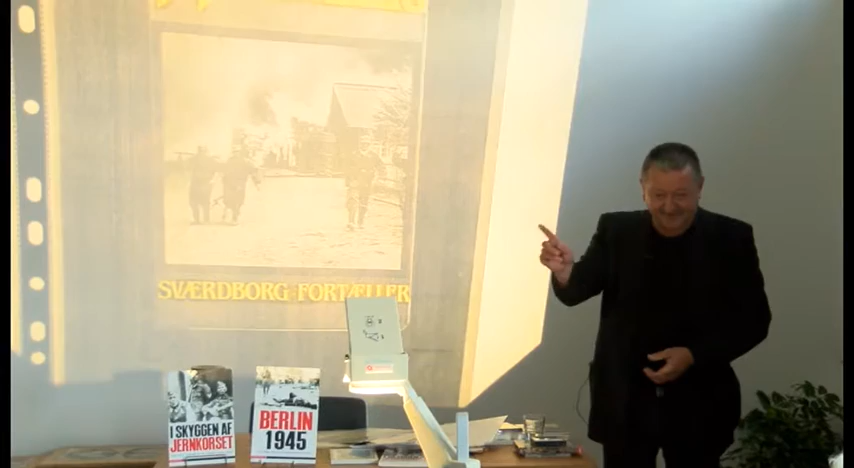 SVÆRDBORG FORTÆLLER
I SKYGGEN AF
JERNKORSET
BERLIN
1945